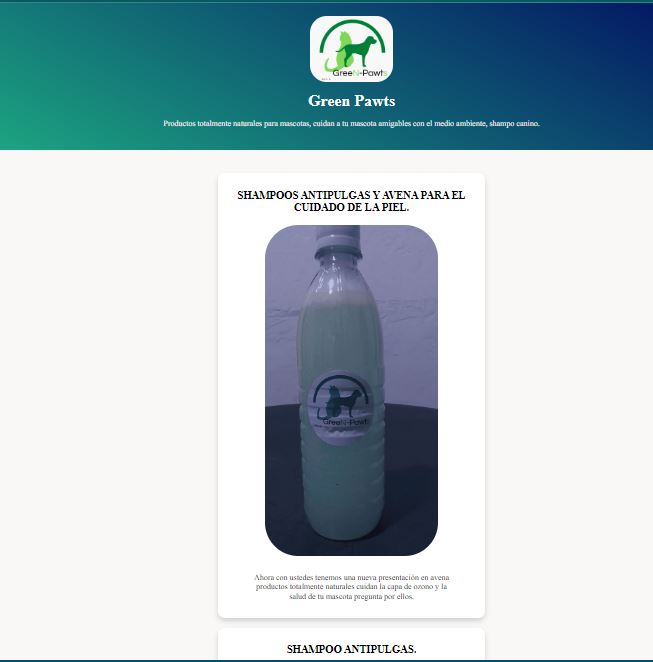 GreeN-Pawts
Green Pawts
Productos totalmente naturales para mascotas, cuidan a tu mascota amigables con el medio ambiente, shampo canino.
SHAMPOOS ANTIPULGAS Y AVENA PARA EL
CUIDADO DE LA PIEL.
GreeN-Pawts
Ahora con ustedes tenemos una nueva presentación en avena
productos totalmente naturales cuidan la capa de ozono y la
salud de tu mascota pregunta por ellos.
SHAMPOO ANTIPULGAS.